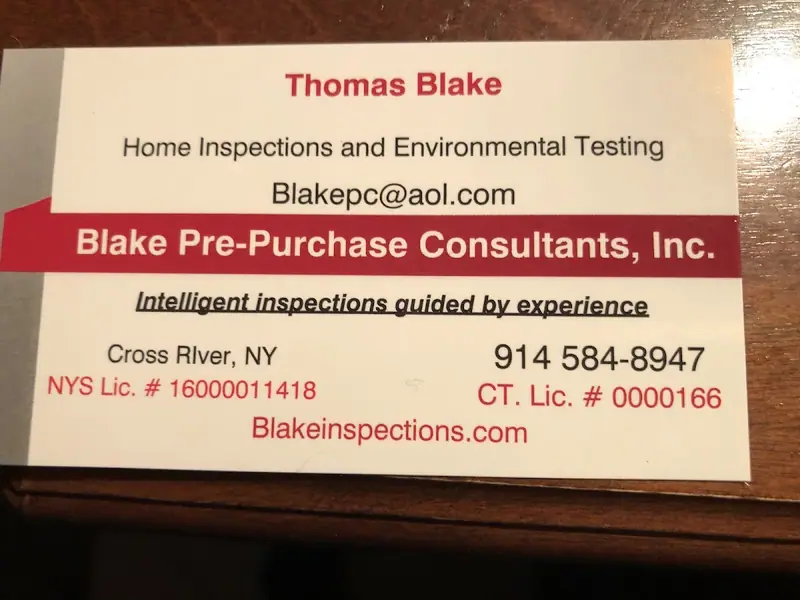 Thomas Blake
Home Inspections and Environmental Testing
Blakepc@aol.com
Blake Pre-Purchase Consultants, Inc.
Intelligent inspections guided by experience
Cross RIver, NY 914 584-8947
NYS Lic. # 16000011418 CT. Lic. # 0000166
Blakeinspections.com